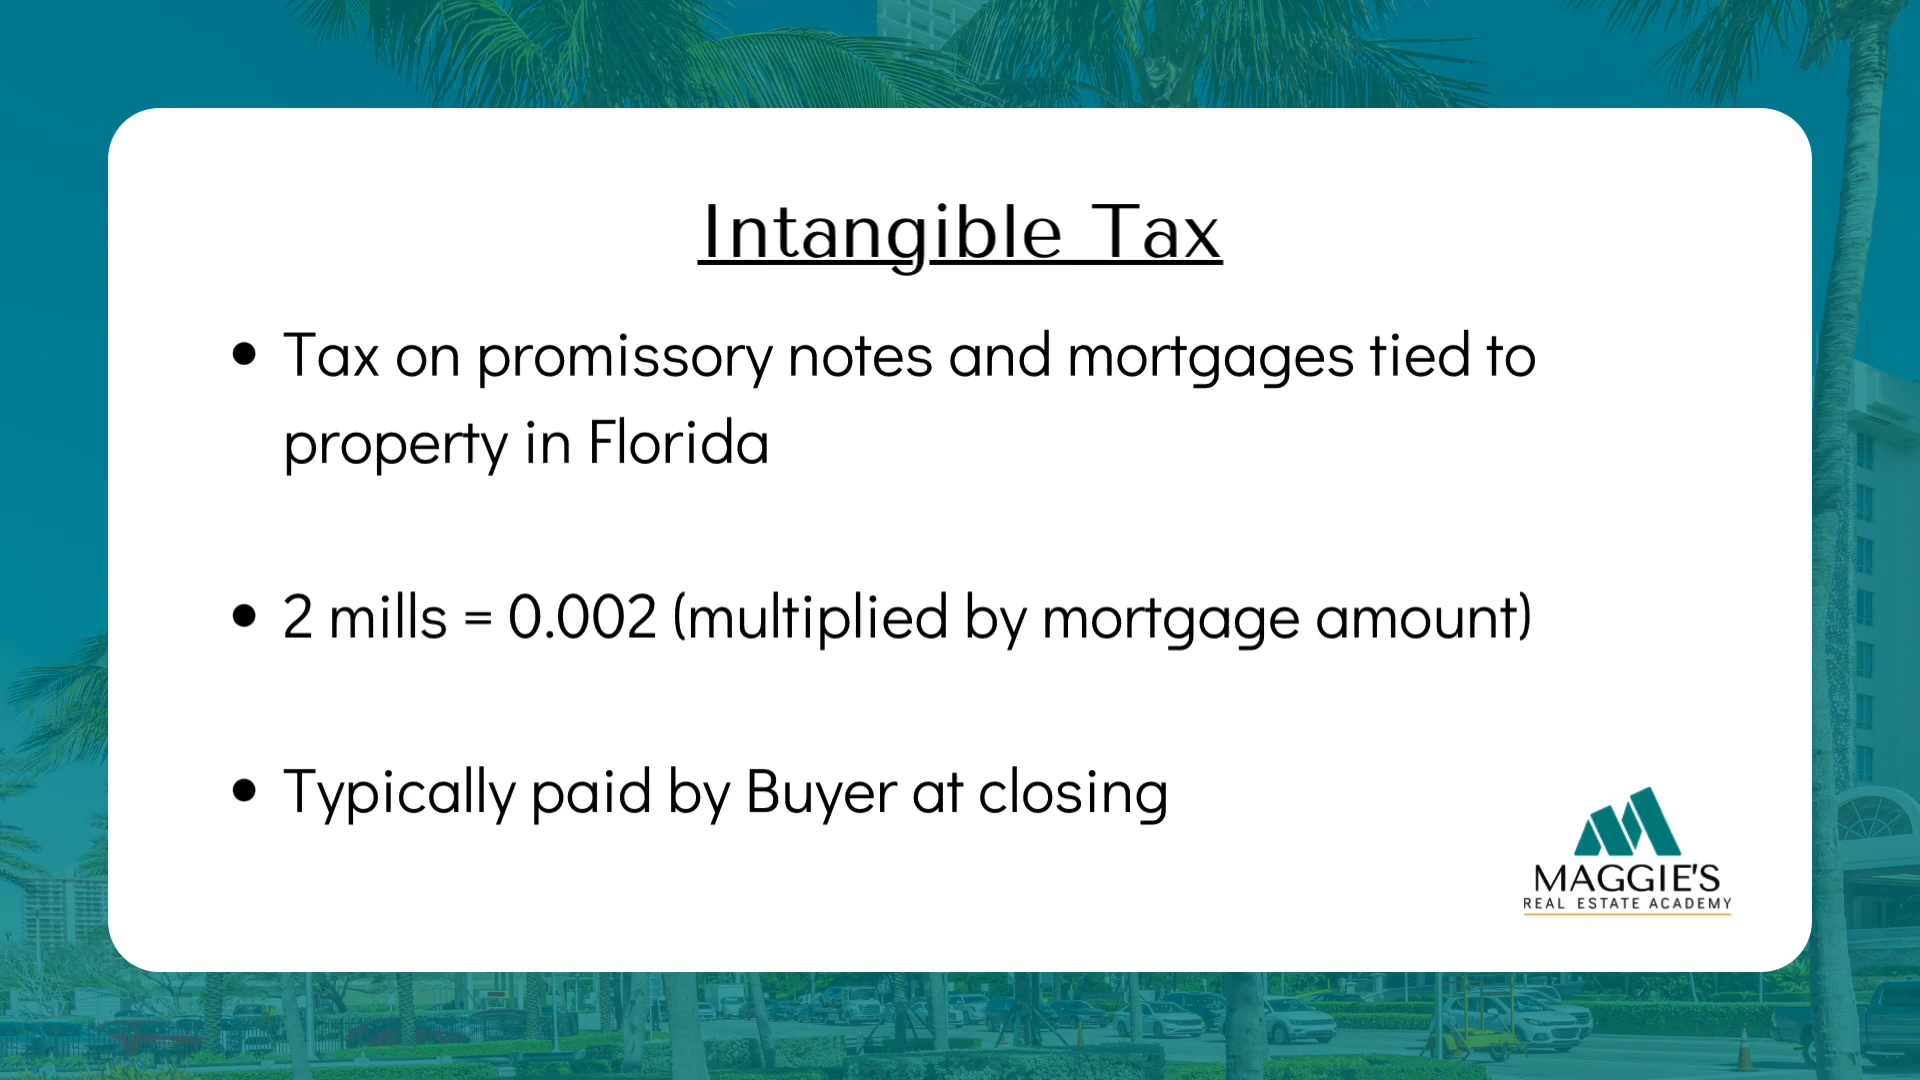 Intangible Tax
• Tax on promissory notes and mortgages tied to
property in Florida
• 2 mills = 0.002 (multiplied by mortgage amount)
• Typically paid by Buyer at closing
MAGGIE'S
REAL ESTATE ACADEMY